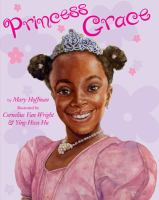 Princess
Grace
by Mary Hoffman
Illustrated by
Cornelius Van Wright
& Ying-Hwa Hu